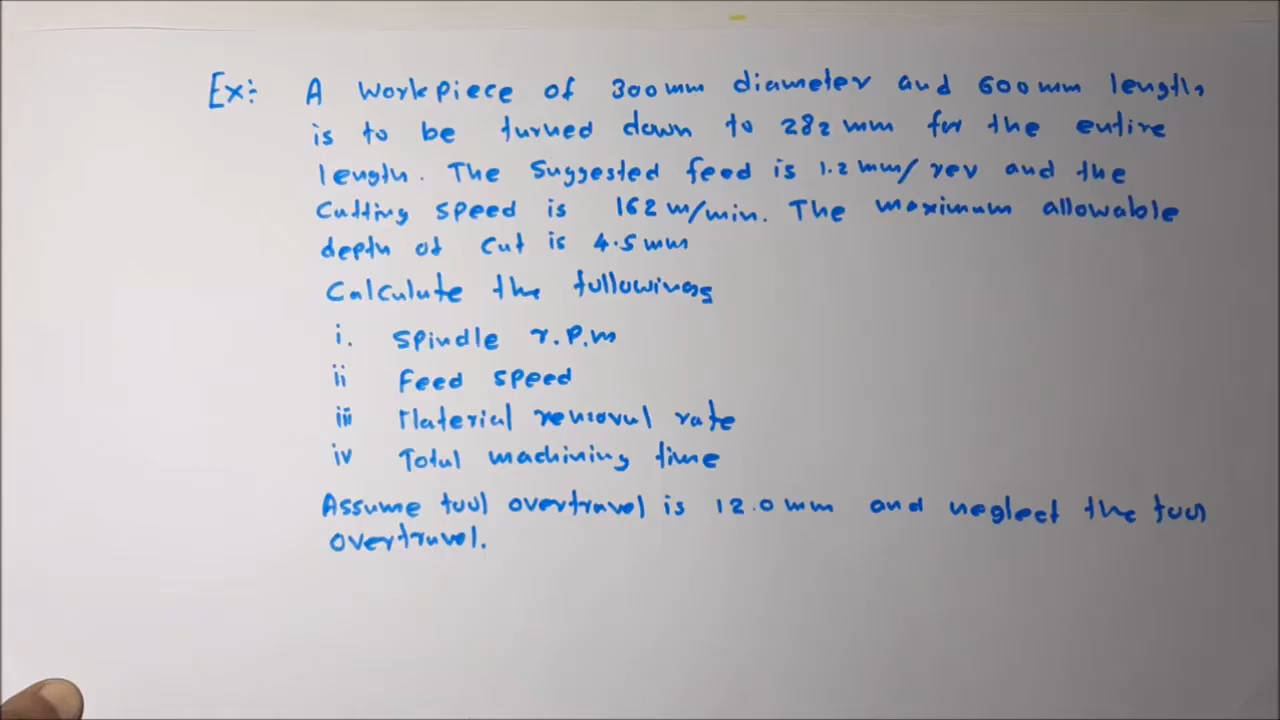 Ex:- A workpiece of 300mm diameter and 600mm length
is to be turned down to 282 mm for the entire
length. The Suggested feed is 1.2mm/rev and the
Cutting speed is 162 m/min. The maximum allowable
depth of cut is 4.5mm
Calculate the followings
i. Spindle r.p.m
ii Feed speed
iii Material removal rate
iv Total machining time
Assume tool overtravel is 12.0mm and neglect the tool
overtravel.